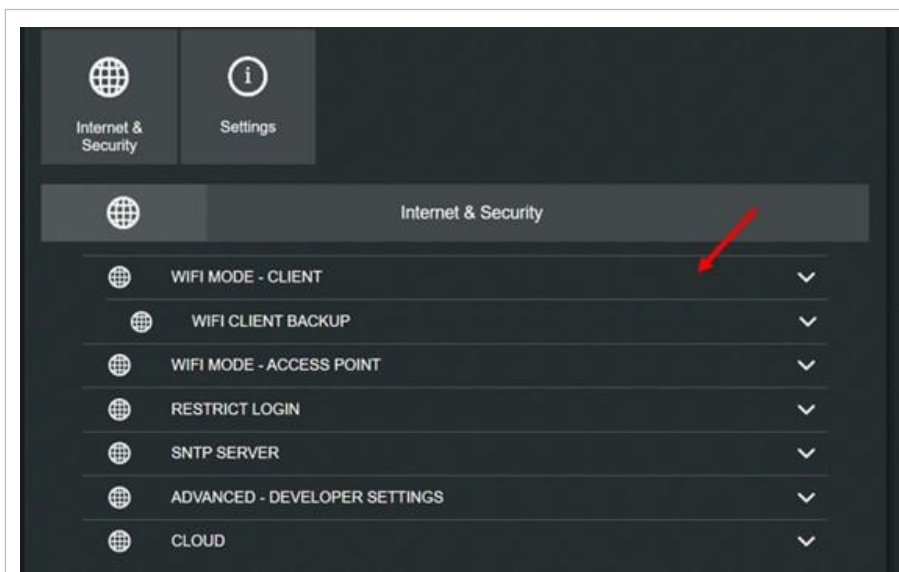 Internet &
Security
Settings
Internet & Security
WIFI MODE - CLIENT
WIFI CLIENT BACKUP
WIFI MODE - ACCESS POINT
RESTRICT LOGIN
SNTP SERVER
ADVANCED - DEVELOPER SETTINGS
CLOUD